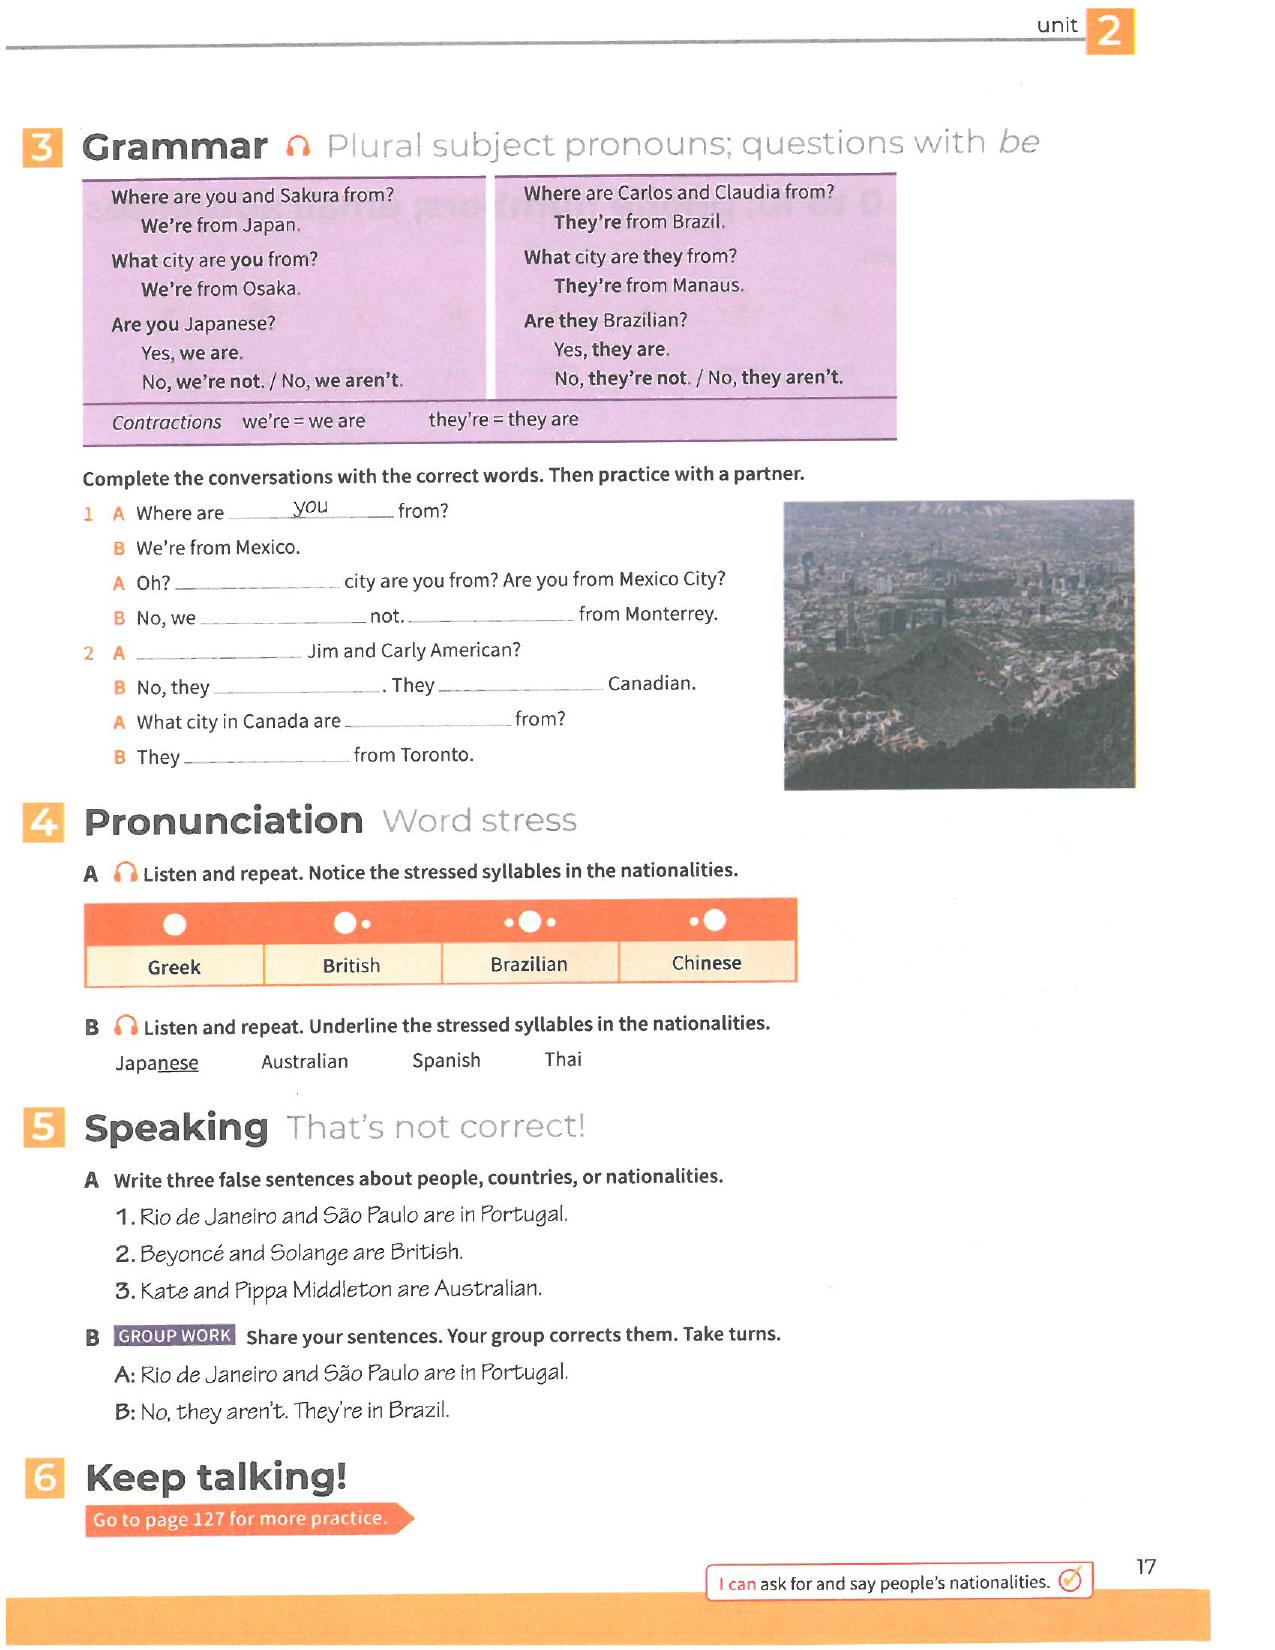 unit 2
3 Grammar Plural subject pronouns; questions with be
Where are you and Sakura from?
We're from Japan.
What city are you from?
We're from Osaka.
Are you Japanese?
Yes, we are.
No, we're not. / No, we aren't.
Where are Carlos and Claudia from?
They're from Brazil.
What city are they from?
They're from Manaus.
Are they Brazilian?
Yes, they are.
No, they're not. / No, they aren't.
Contractions we're = we are they're = they are
Complete the conversations with the correct words. Then practice with a partner.
1 A Where are ______ you ______ from?
B We're from Mexico.
A Oh? ____________ city are you from? Are you from Mexico City?
B No, we ____________ not. ____________ from Monterrey.
2 A ____________ Jim and Carly American?
B No, they ____________. They ____________ Canadian.
A What city in Canada are ____________ from?
B They ____________ from Toronto.
4 Pronunciation Word stress
A Listen and repeat. Notice the stressed syllables in the nationalities.
Greek British Brazilian Chinese
B Listen and repeat. Underline the stressed syllables in the nationalities.
Japanese Australian Spanish Thai
5 Speaking That's not correct!
A Write three false sentences about people, countries, or nationalities.
1. Rio de Janeiro and São Paulo are in Portugal.
2. Beyoncé and Solange are British.
3. Kate and Pippa Middleton are Australian.
B GROUP WORK Share your sentences. Your group corrects them. Take turns.
A: Rio de Janeiro and São Paulo are in Portugal.
B: No, they aren't. They're in Brazil.
6 Keep talking!
Go to page 127 for more practice.
I can ask for and say people's nationalities.
17